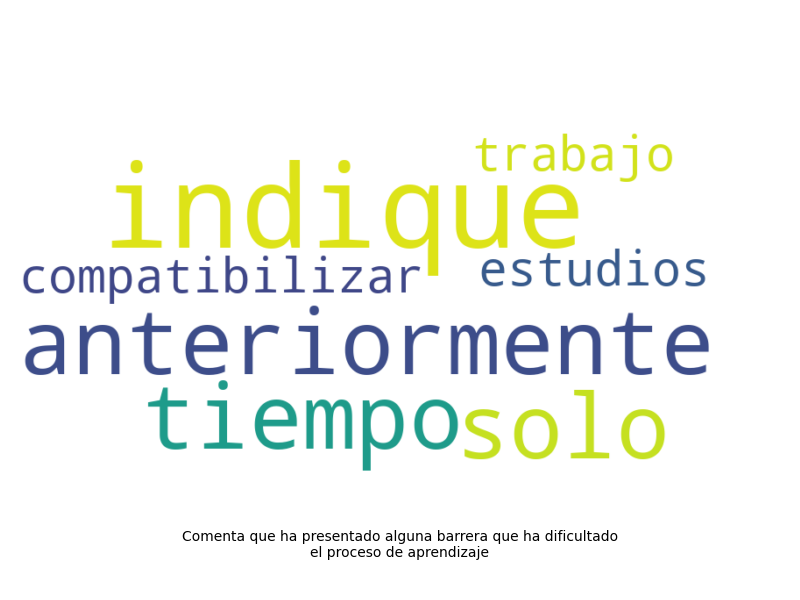 trabajo
indique
compatibilizar estudios
anteriormente
tiempo solo
Comenta que ha presentado alguna barrera que ha dificultado
el proceso de aprendizaje